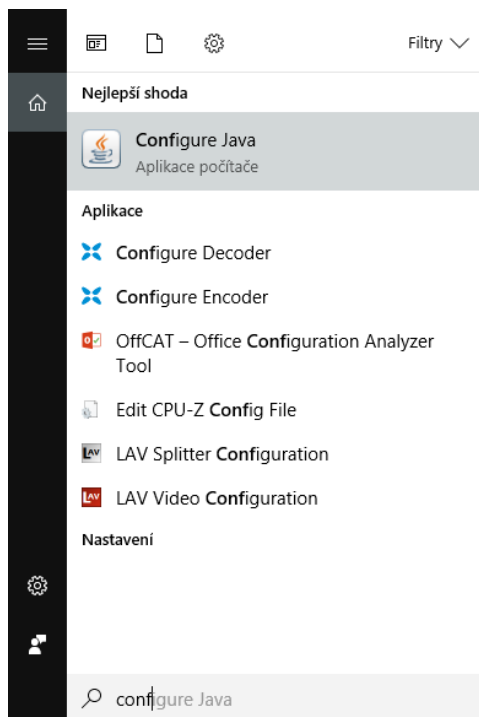 Filtry
Nejlepší shoda
Configure Java
Aplikace počítače
Aplikace
Configure Decoder
Configure Encoder
OffCAT – Office Configuration Analyzer
Tool
Edit CPU-Z Config File
LAV Splitter Configuration
LAV Video Configuration
Nastavení
configure Java